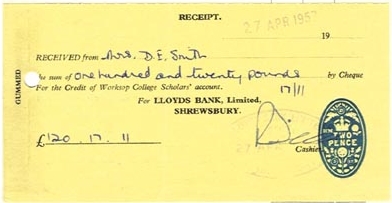 RECEIPT.
27 APR 1957
19
RECEIVED from Mrs. D.E. Smith
the sum of one hundred and twenty pounds by Cheque
17/11
For the Credit of Worksop College Scholars' account.
For LLOYDS BANK, Limited.
SHREWSBURY.
£120 . 17 . 11
Cashier
GUMMED
TWO
PENCE